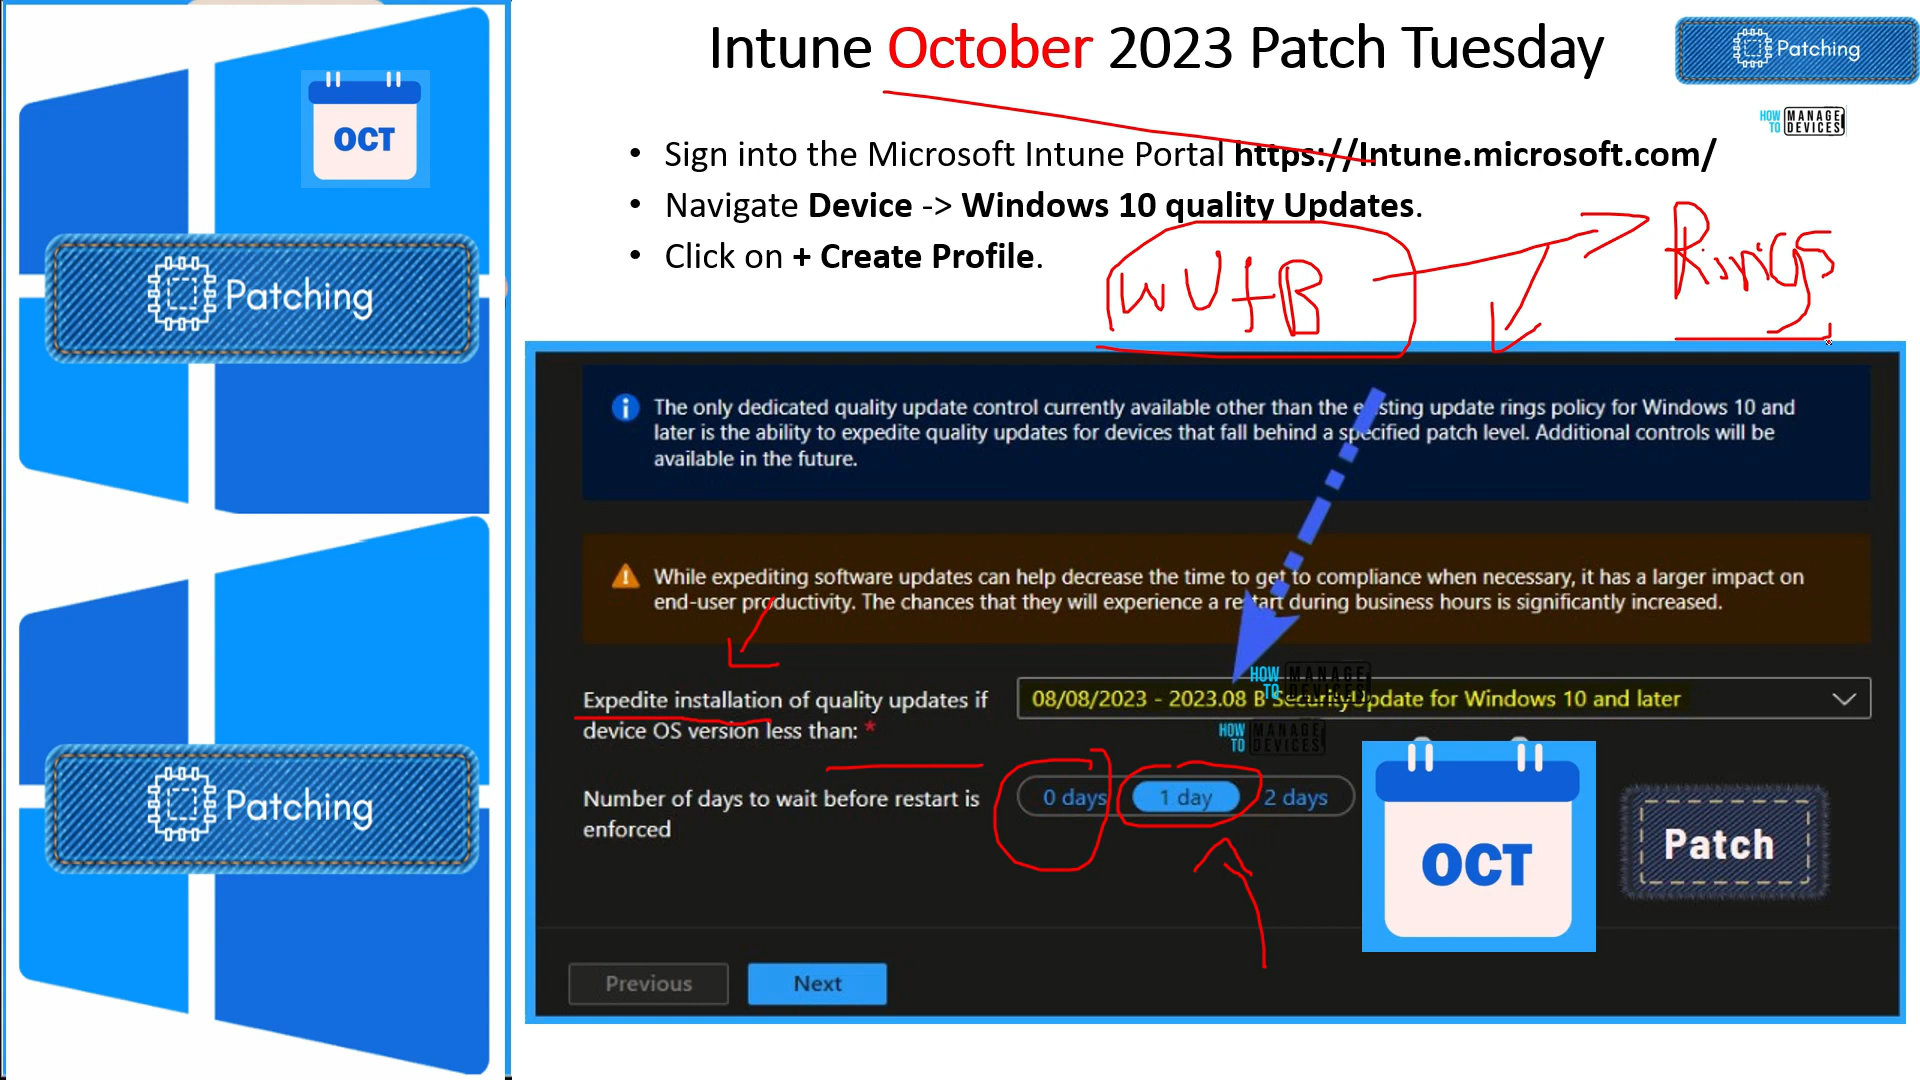 OCT
Patching
Patching
Intune October 2023 Patch Tuesday
Patching
HOW TO MANAGE DEVICES
• Sign into the Microsoft Intune Portal https://Intune.microsoft.com/
• Navigate Device -> Windows 10 quality Updates.
• Click on + Create Profile.
WUfB
Rings
The only dedicated quality update control currently available other than the existing update rings policy for Windows 10 and
later is the ability to expedite quality updates for devices that fall behind a specified patch level. Additional controls will be
available in the future.
While expediting software updates can help decrease the time to get to compliance when necessary, it has a larger impact on
end-user productivity. The chances that they will experience a restart during business hours is significantly increased.
HOW TO MANAGE DEVICES
Expedite installation of quality updates if
device OS version less than: *
08/08/2023 - 2023.08 B Security Update for Windows 10 and later
HOW TO MANAGE DEVICES
Number of days to wait before restart is
enforced
0 days 1 day 2 days
OCT
Patch
Previous Next